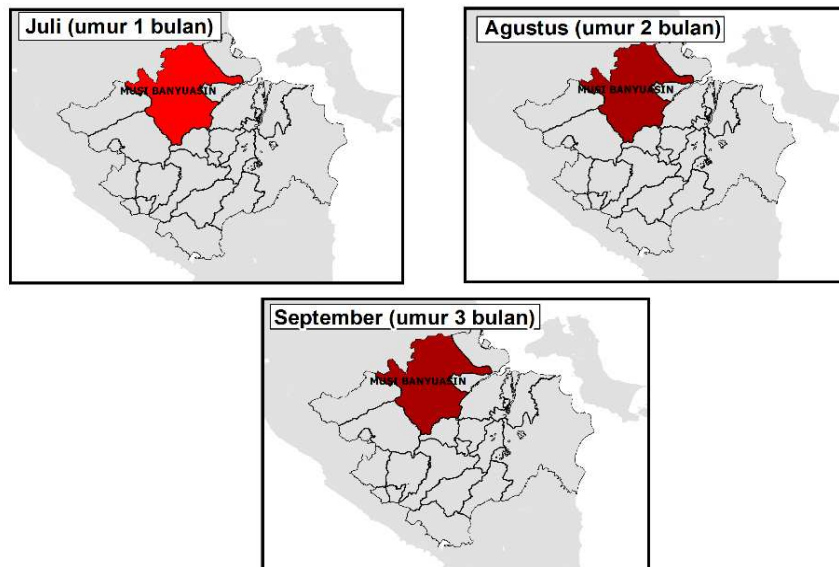 Juli (umur 1 bulan)
MUSI BANYUASIN
Agustus (umur 2 bulan)
MUSI BANYUASIN
September (umur 3 bulan)
MUSI BANYUASIN